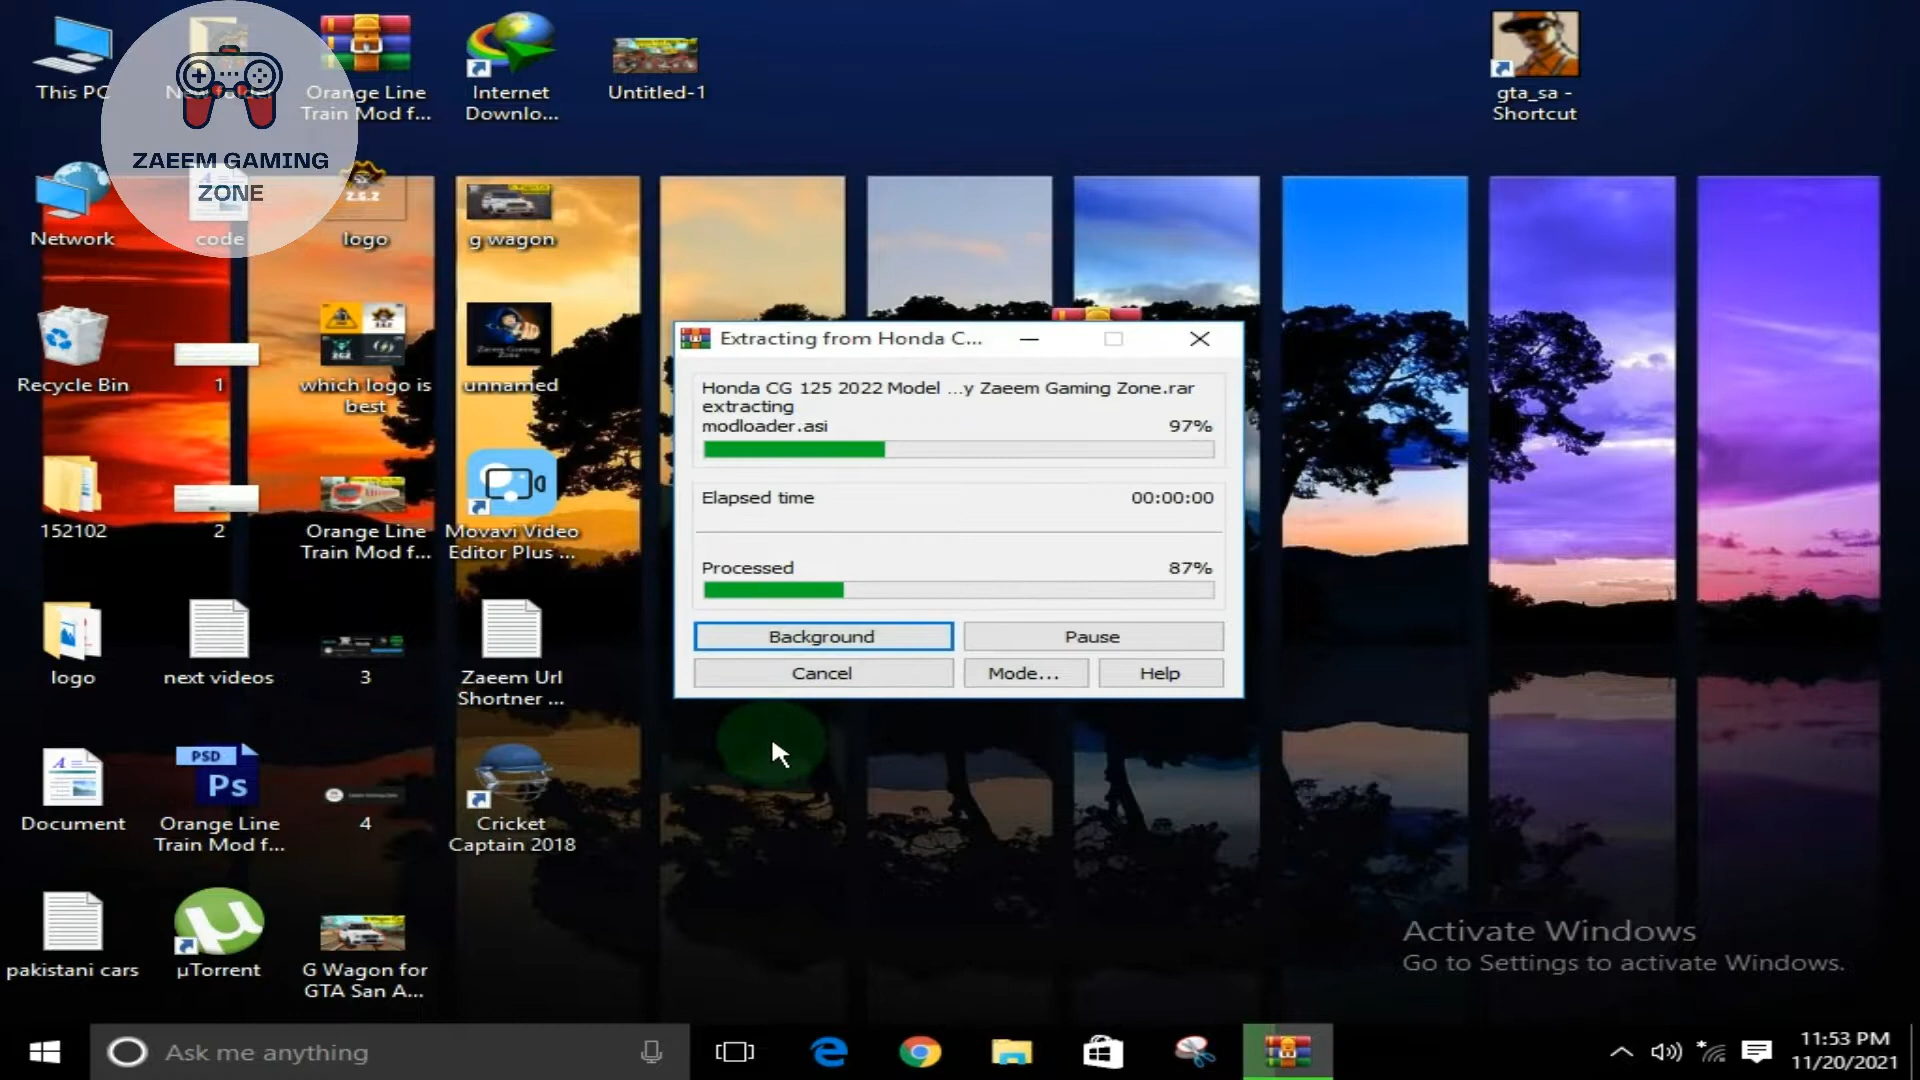 This PC
New folder
Orange Line
Train Mod f...
Internet
Downlo...
Untitled-1
gta_sa -
Shortcut
ZAEEM GAMING
ZONE
Network
code
Z.G.Z
logo
g wagon
Recycle Bin
1
which logo is
best
unnamed
152102
2
Orange Line
Train Mod f...
Movavi Video
Editor Plus ...
logo
next videos
3
Zaeem Url
Shortner ...
Document
PSD
Ps
Orange Line
Train Mod f...
4
Cricket
Captain 2018
pakistani cars
µTorrent
G Wagon for
GTA San A...
Extracting from Honda C...
Honda CG 125 2022 Model ...y Zaeem Gaming Zone.rar
extracting
modloader.asi 97%
Elapsed time 00:00:00
Processed 87%
Background Pause
Cancel Mode... Help
Activate Windows
Go to Settings to activate Windows.
Ask me anything
11:53 PM
11/20/2021